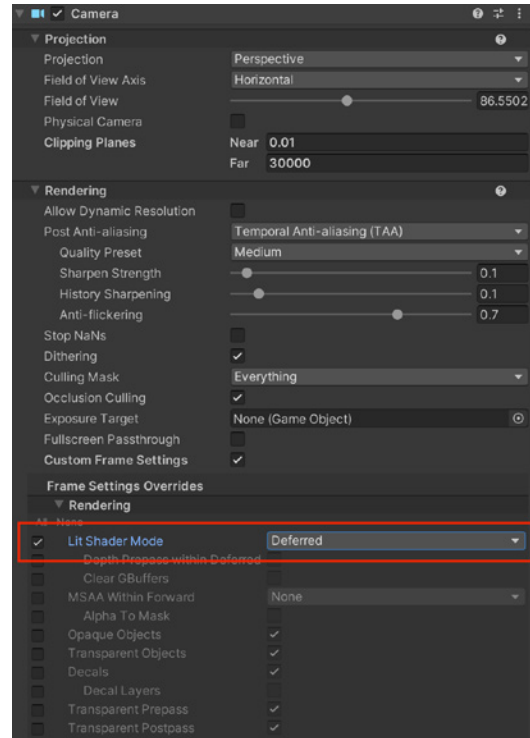 Camera
Projection
Projection Perspective
Field of View Axis Horizontal
Field of View 86.5502
Physical Camera
Clipping Planes Near 0.01
Far 30000
Rendering
Allow Dynamic Resolution
Post Anti-aliasing Temporal Anti-aliasing (TAA)
Quality Preset Medium
Sharpen Strength 0.1
History Sharpening 0.1
Anti-flickering 0.7
Stop NaNs
Dithering
Culling Mask Everything
Occlusion Culling
Exposure Target None (Game Object)
Fullscreen Passthrough
Custom Frame Settings
Frame Settings Overrides
Rendering
All None
Lit Shader Mode Deferred
Depth Prepass within Deferred
Clear GBuffers
MSAA Within Forward None
Alpha To Mask
Opaque Objects
Transparent Objects
Decals
Decal Layers
Transparent Prepass
Transparent Postpass